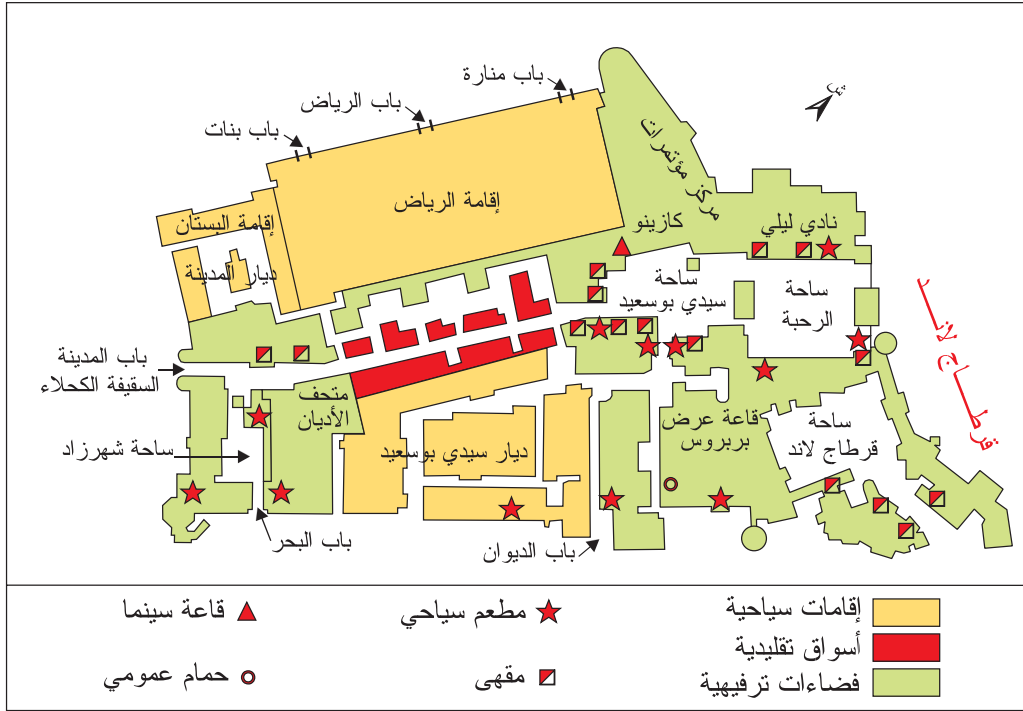 باب منارة
باب الرياض
باب بنات
ش
مركز مؤتمرات
إقامة الرياض
إقامة البستان
كازينو
نادي ليلي
ديار المدينة
ساحة
سيدي بوسعيد
ساحة
الرحبة
قرطاج لاند
باب المدينة
السقيفة الكحلاء
متحف
الأديان
قاعة عرض
بربروس
ساحة
قرطاج لاند
ساحة شهرزاد
ديار سيدي بوسعيد
باب البحر
باب الديوان
إقامات سياحية
مطعم سياحي
قاعة سينما
أسواق تقليدية
فضاءات ترفيهية
مقهى
حمام عمومي